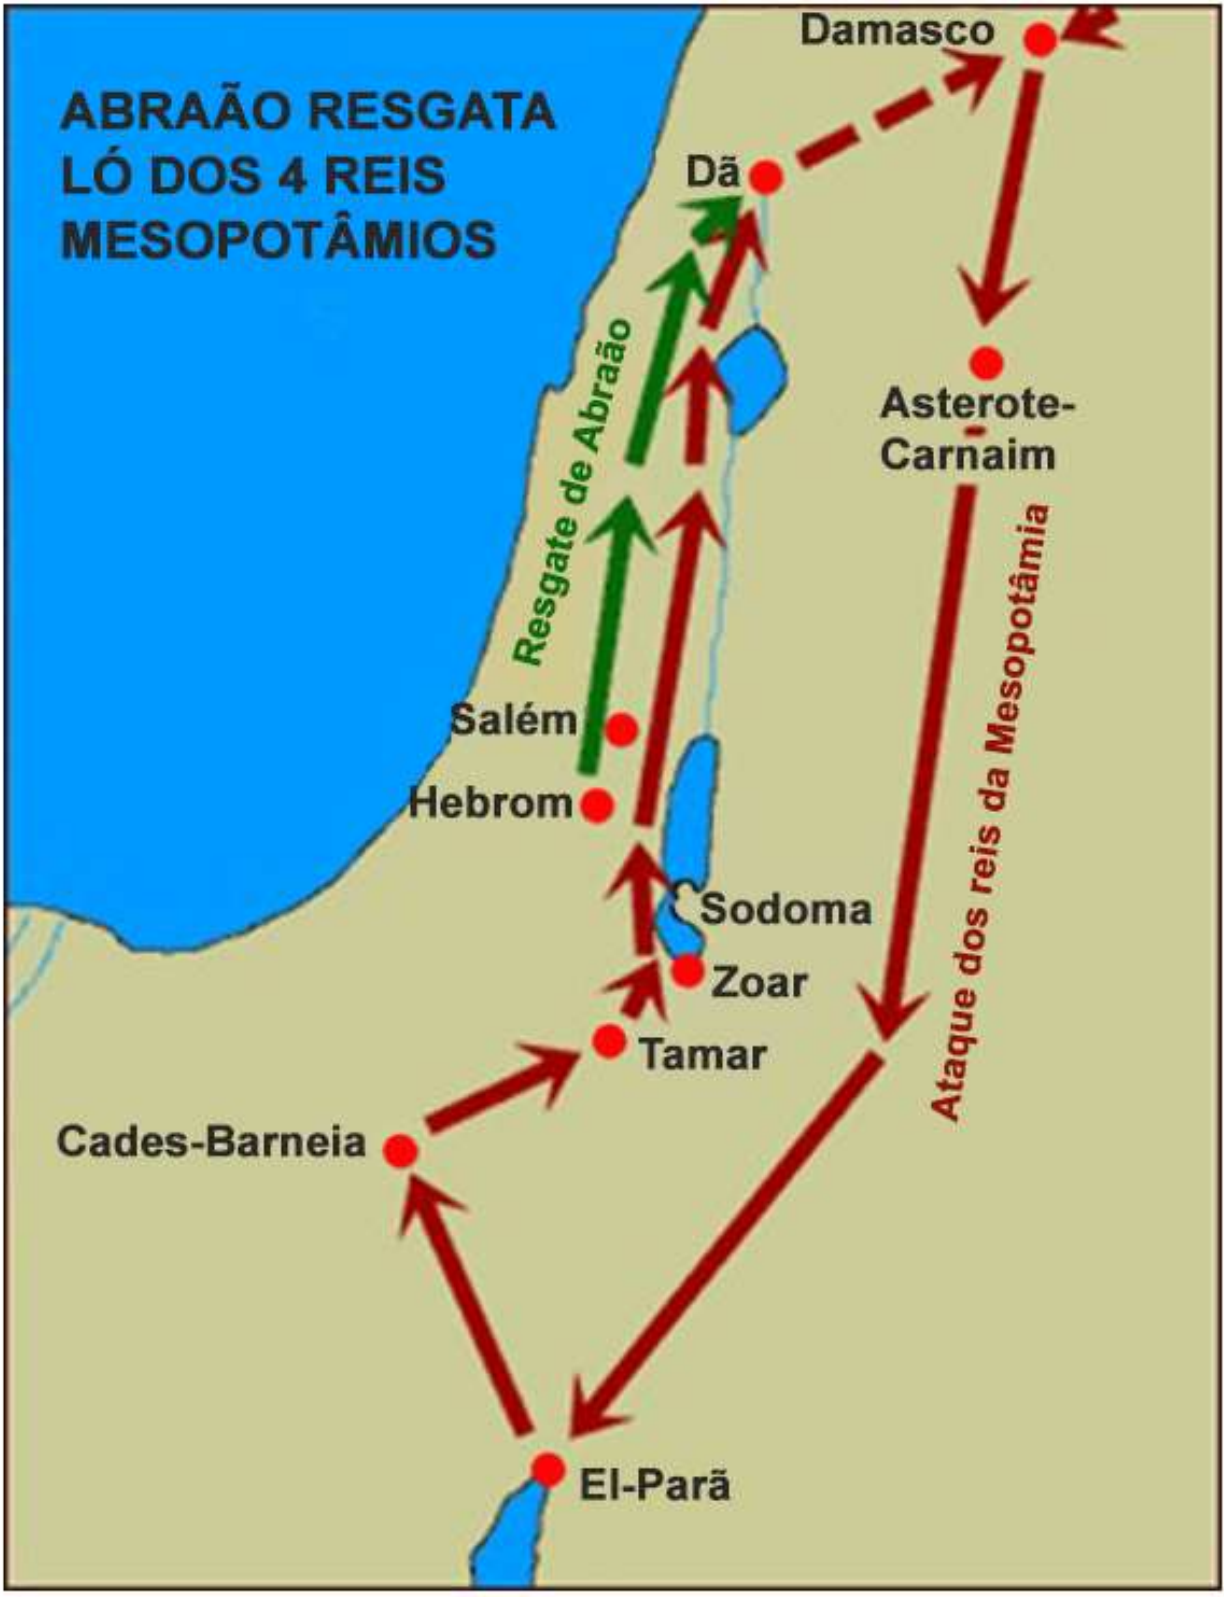 Damasco
ABRAÃO RESGATA
LÓ DOS 4 REIS
MESOPOTÂMIOS
Dã
Resgate de Abraão
Asterote-
Carnaim
Ataque dos reis da Mesopotâmia
Salém
Hebrom
Sodoma
Zoar
Tamar
Cades-Barneia
El-Parã